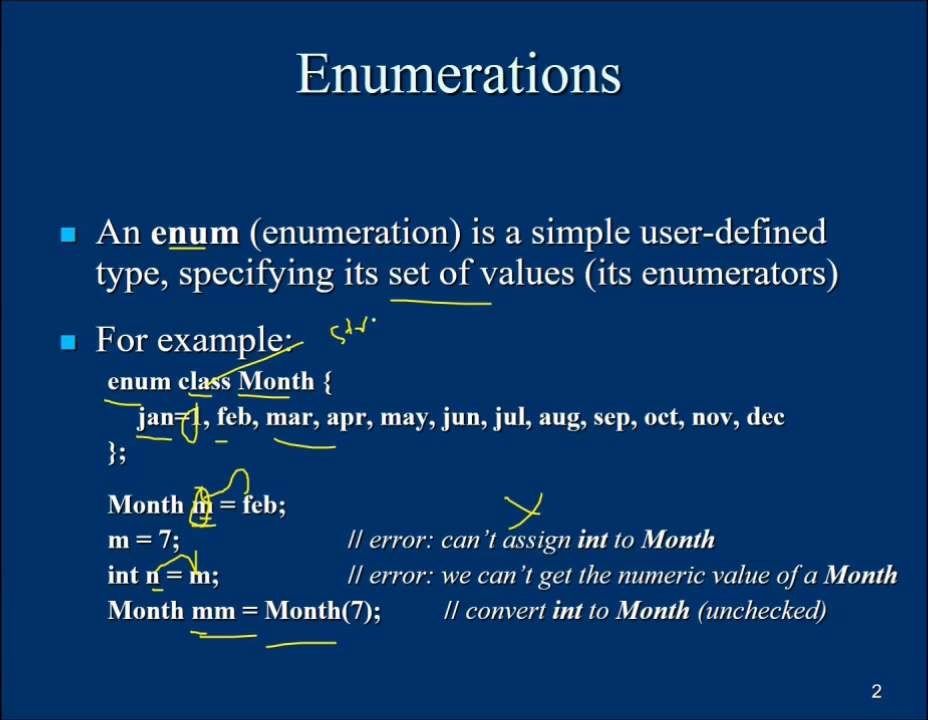 Enumerations
An enum (enumeration) is a simple user-defined
type, specifying its set of values (its enumerators)
For example:
enum class Month {
jan=1, feb, mar, apr, may, jun, jul, aug, sep, oct, nov, dec
};
Month m = feb;
m = 7; // error: can’t assign int to Month
int n = m; // error: we can’t get the numeric value of a Month
Month mm = Month(7); // convert int to Month (unchecked)
2